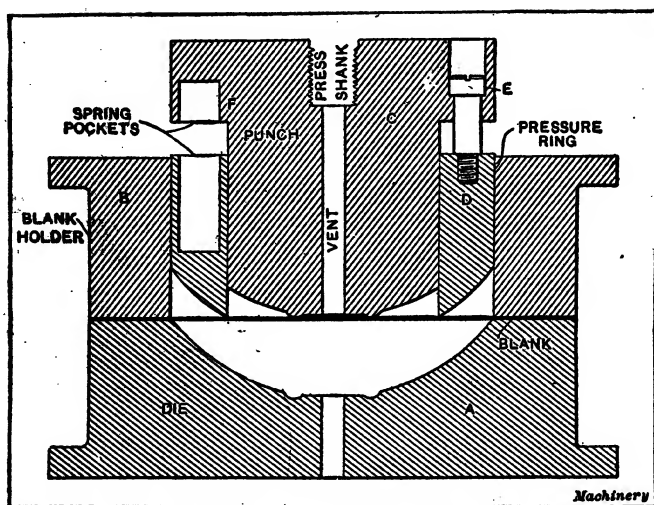 PRESS
SHANK
E
F
SPRING
POCKETS
PUNCH
C
PRESSURE
RING
B
D
VENT
BLANK
HOLDER
BLANK
DIE
A
Machinery